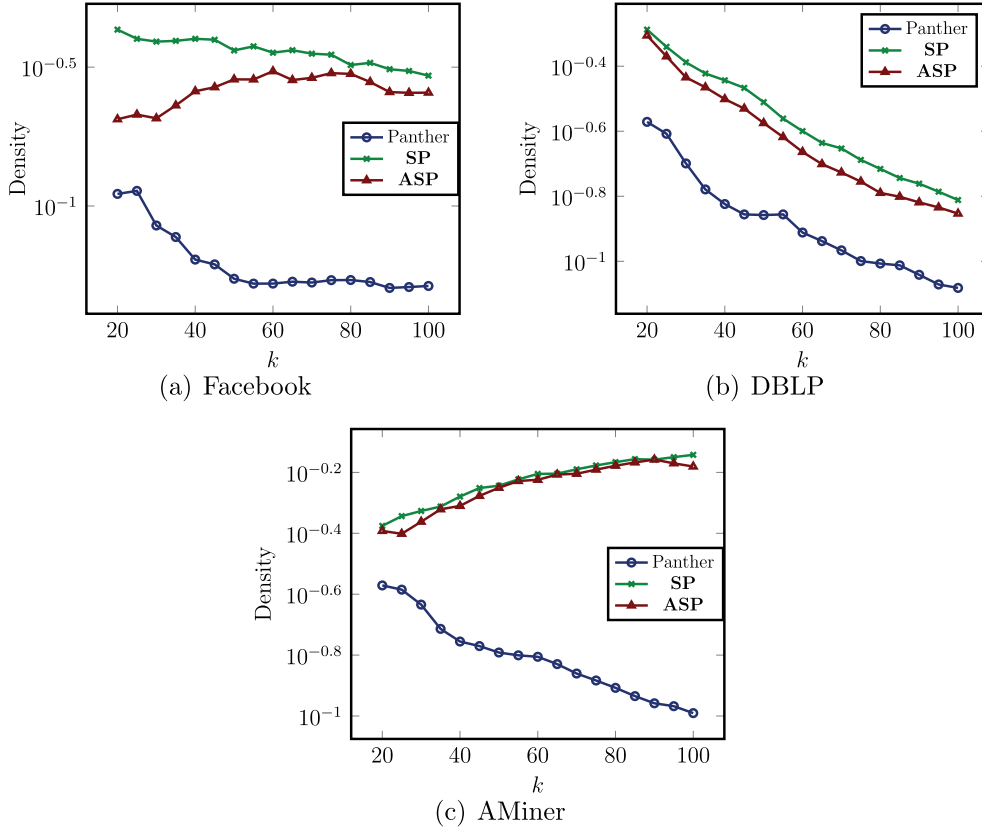 10^{-0.5}
10^{-1}
Density
Panther
SP
ASP
20 40 60 80 100
k
(a) Facebook
10^{-0.4}
10^{-0.6}
10^{-0.8}
10^{-1}
Density
Panther
SP
ASP
20 40 60 80 100
k
(b) DBLP
10^{-0.2}
10^{-0.4}
10^{-0.6}
10^{-0.8}
10^{-1}
Density
Panther
SP
ASP
20 40 60 80 100
k
(c) AMiner